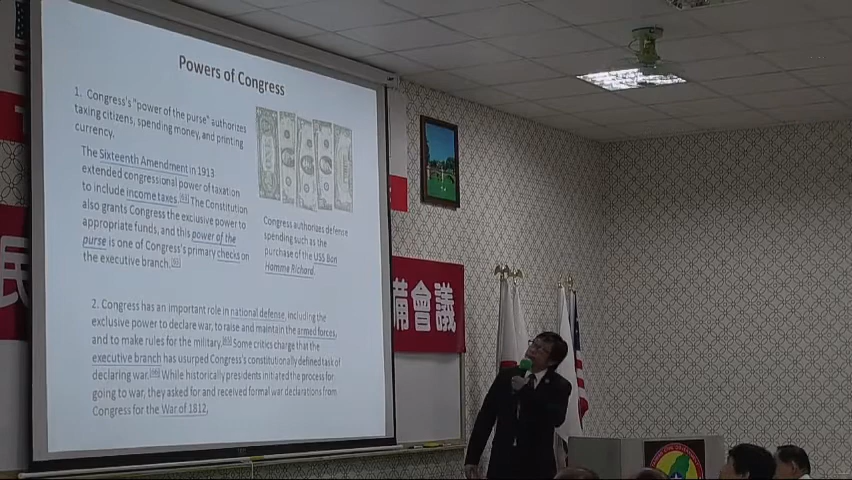 Powers of Congress
1. Congress's "power of the purse" authorizes
taxing citizens, spending money, and printing
currency.
The Sixteenth Amendment in 1913
extended congressional power of taxation
to include income taxes.
The Constitution
also grants Congress the exclusive power to
appropriate funds, and this power of the
purse is one of Congress's primary checks on
the executive branch.
Congress authorizes defense
spending such as the
purchase of the USS Bon
Homme Richard.
2. Congress has an important role in national defense, including the
exclusive power to declare war, to raise and maintain the armed forces,
and to make rules for the military.
Some critics charge that the
executive branch has usurped Congress's constitutionally defined task of
declaring war.
While historically presidents initiated the process for
going to war, they asked for and received formal war declarations from
Congress for the War of 1812,
民
備會議